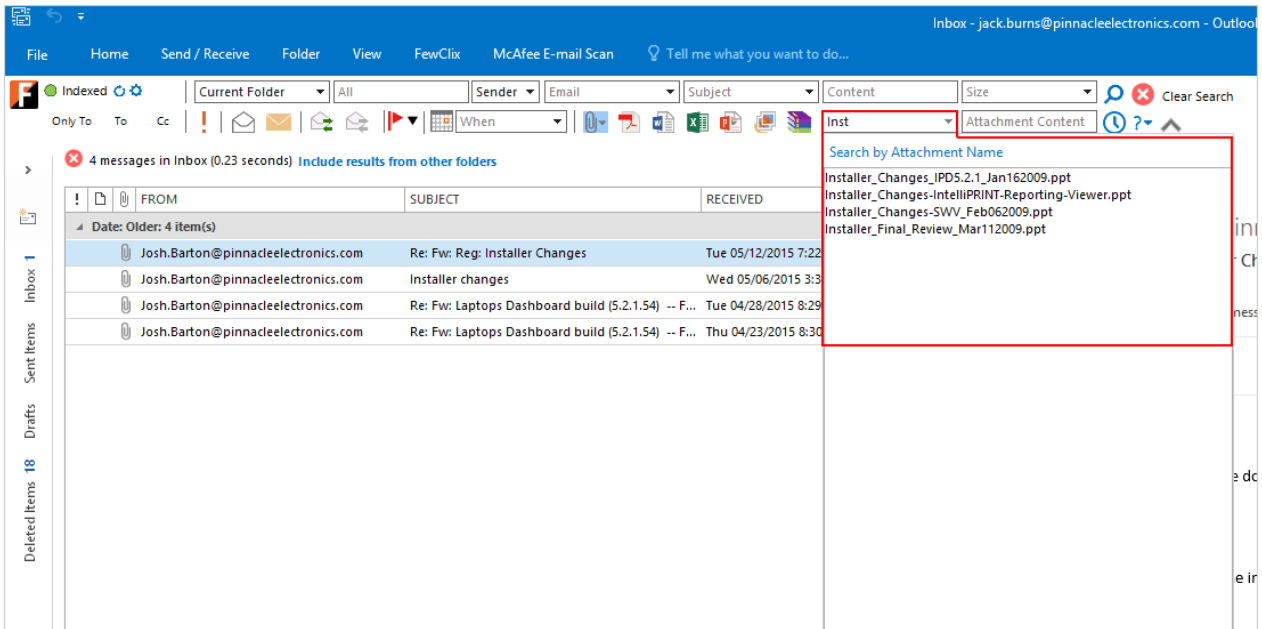 Inbox - jack.burns@pinnacleelectronics.com - Outlool
File Home Send / Receive Folder View FewClix McAfee E-mail Scan Tell me what you want to do...
F Indexed Current Folder All Sender Email Subject Content Size Clear Search
Only To To Cc ! When Inst Attachment Content ?
4 messages in Inbox (0.23 seconds) Include results from other folders
Search by Attachment Name
Installer_Changes_IPD5.2.1_Jan162009.ppt
Installer_Changes-IntelliPRINT-Reporting-Viewer.ppt
Installer_Changes-SWV_Feb062009.ppt
Installer_Final_Review_Mar112009.ppt
! FROM SUBJECT RECEIVED
Date: Older: 4 item(s)
Josh.Barton@pinnacleelectronics.com Re: Fw: Reg: Installer Changes Tue 05/12/2015 7:22
Josh.Barton@pinnacleelectronics.com Installer changes Wed 05/06/2015 3:3
Josh.Barton@pinnacleelectronics.com Re: Fw: Laptops Dashboard build (5.2.1.54) -- F... Tue 04/28/2015 8:29
Josh.Barton@pinnacleelectronics.com Re: Fw: Laptops Dashboard build (5.2.1.54) -- F... Thu 04/23/2015 8:30
Inbox 1
Sent Items
Drafts
Deleted Items 18